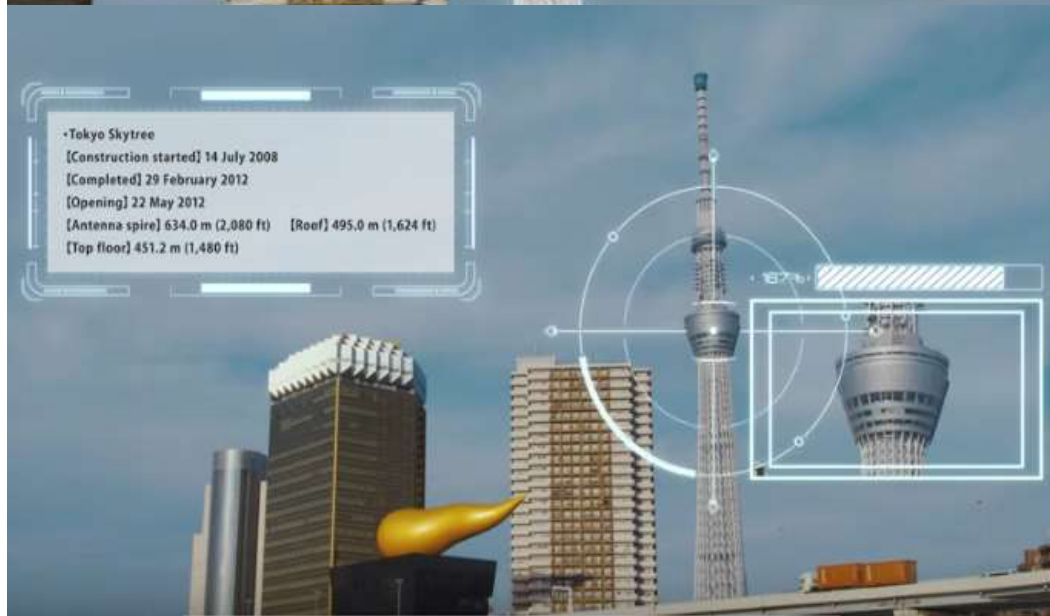 •Tokyo Skytree
[Construction started] 14 July 2008
[Completed] 29 February 2012
[Opening] 22 May 2012
[Antenna spire] 634.0 m (2,080 ft) [Roof] 495.0 m (1,624 ft)
[Top floor] 451.2 m (1,480 ft)